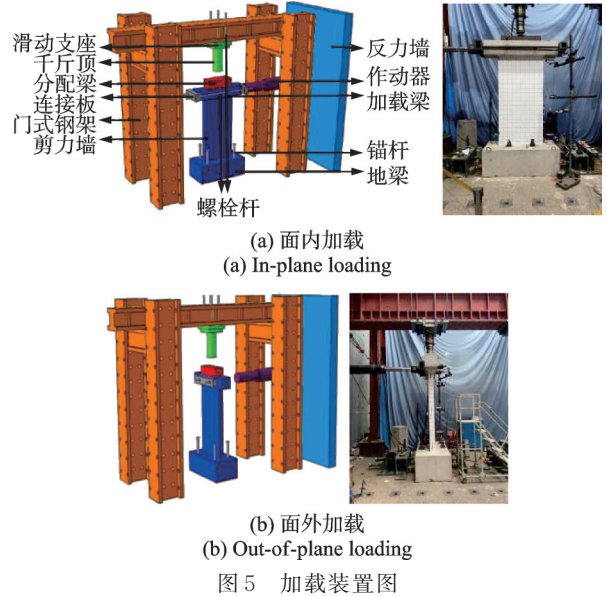 滑动支座
千斤顶
分配梁
连接板
门式钢架
剪力墙
反力墙
作动器
加载梁
锚杆
地梁
螺栓杆
(a) 面内加载
(a) In-plane loading
(b) 面外加载
(b) Out-of-plane loading
图5 加载装置图